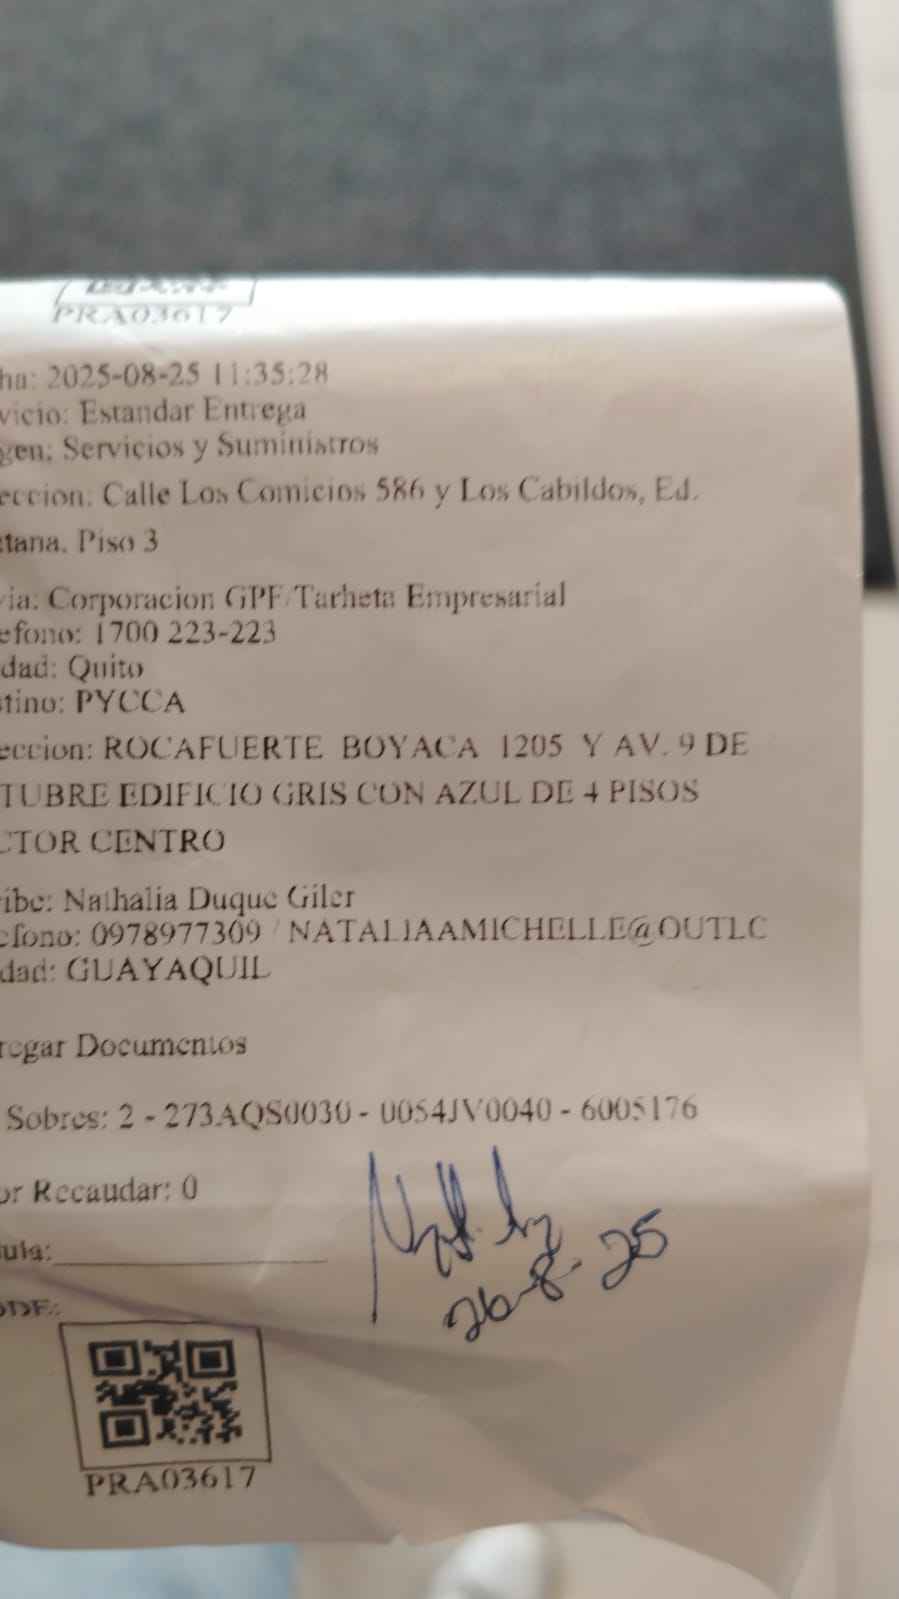 PRA03617
ha: 2025-08-25 11:35:28
vicio: Estandar Entrega
gen: Servicios y Suministros
eccion: Calle Los Comicios 586 y Los Cabildos, Ed.
tana. Piso 3
ia: Corporacion GPF/Tarheta Empresarial
efono: 1700 223-223
dad: Quito
tino: PYCCA
eccion: ROCAFUERTE BOYACA 1205 Y AV. 9 DE
TUBRE EDIFICIO GRIS CON AZUL DE 4 PISOS
CTOR CENTRO
ibe: Nathalia Duque Giler
efono: 0978977309 / NATALIAAMICHELLE@OUTLC
dad: GUAYAQUIL
regar Documentos
Sobres: 2 - 273AQS0030 - 0054JV0040 - 6005176
or Recaudar: 0
ula:
26-8-25
ODE:
PRA03617